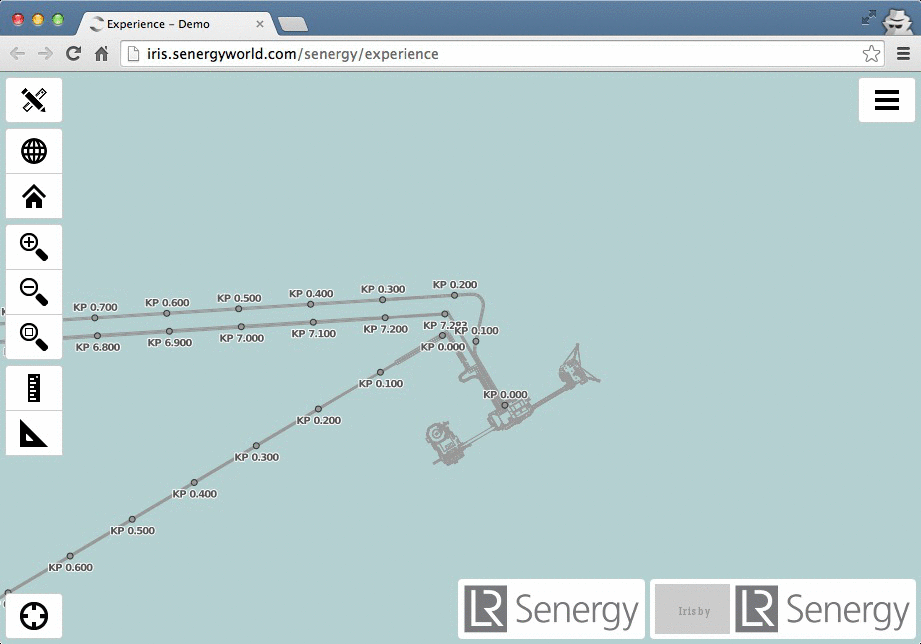 Experience – Demo
iris.senergyworld.com/senergy/experience
KP 0.200
KP 0.300
KP 0.400
KP 0.500
KP 0.600
KP 0.700
KP 7.283
KP 0.100
KP 7.200
KP 7.100
KP 7.000
KP 6.900
KP 6.800
KP 0.000
KP 0.100
KP 0.000
KP 0.200
KP 0.300
KP 0.400
KP 0.500
KP 0.600
LR Senergy
Iris by LR Senergy